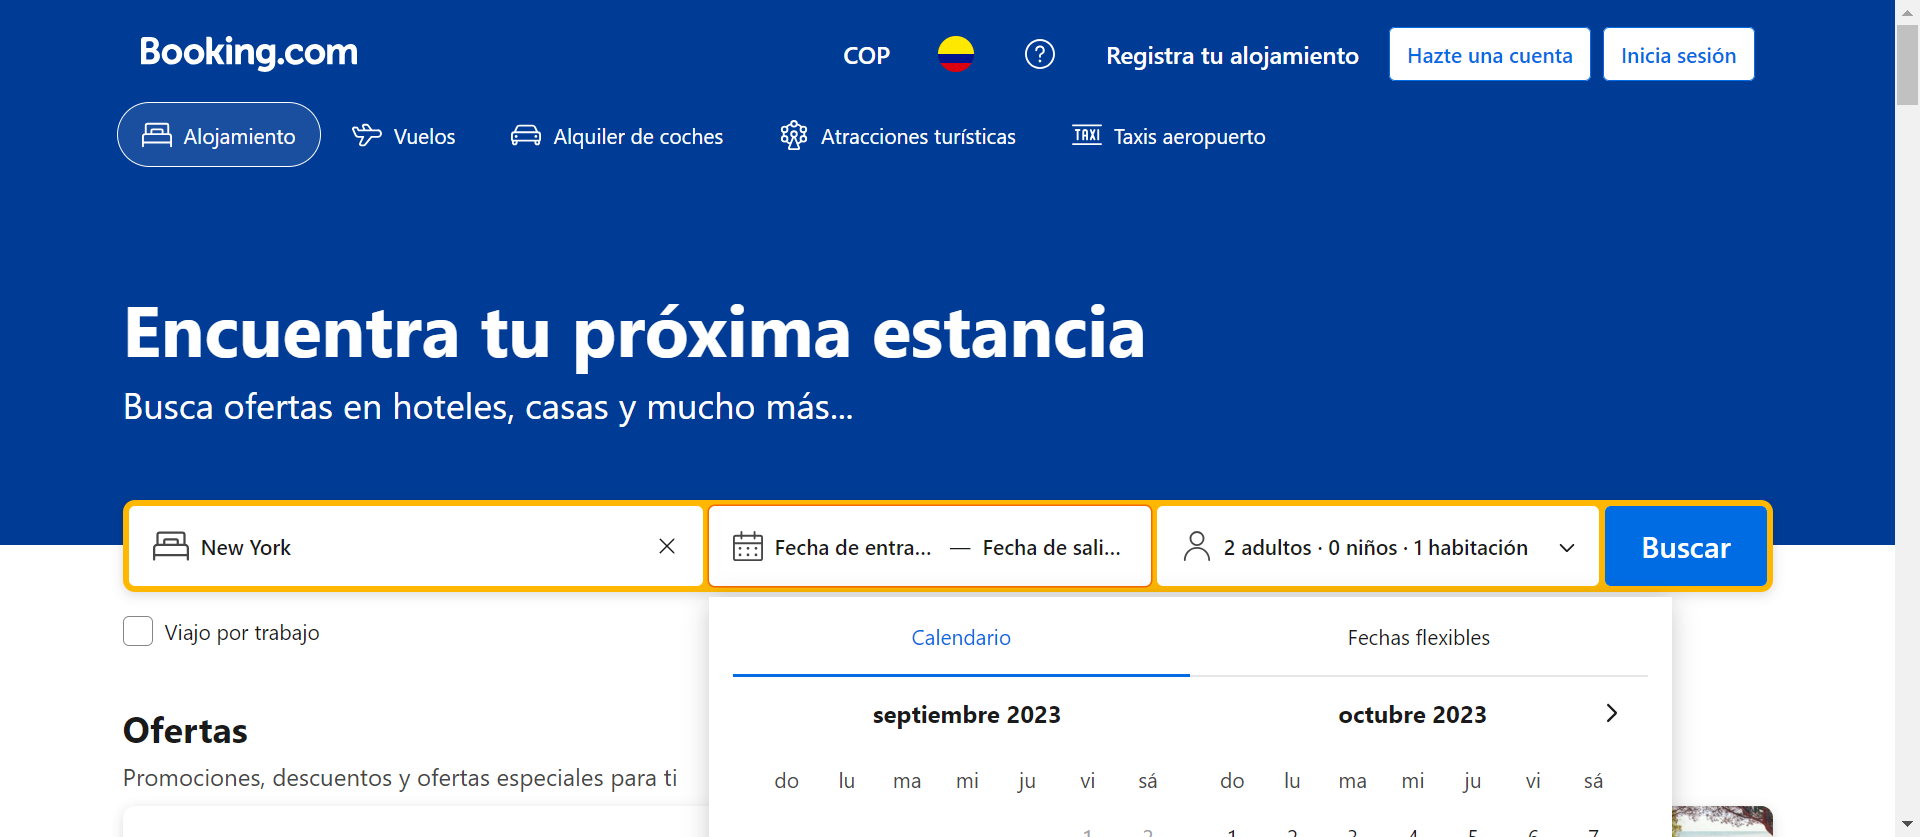 Booking.com
COP
Registra tu alojamiento
Hazte una cuenta
Inicia sesión
Alojamiento
Vuelos
Alquiler de coches
Atracciones turísticas
TAXI Taxis aeropuerto
Encuentra tu próxima estancia
Busca ofertas en hoteles, casas y mucho más...
New York
Fecha de entra... — Fecha de sali...
2 adultos · 0 niños · 1 habitación
Buscar
Viajo por trabajo
Calendario
Fechas flexibles
septiembre 2023
octubre 2023
Ofertas
Promociones, descuentos y ofertas especiales para ti
do lu ma mi ju vi sá
do lu ma mi ju vi sá
1 2
1 2 3 4 5 6 7